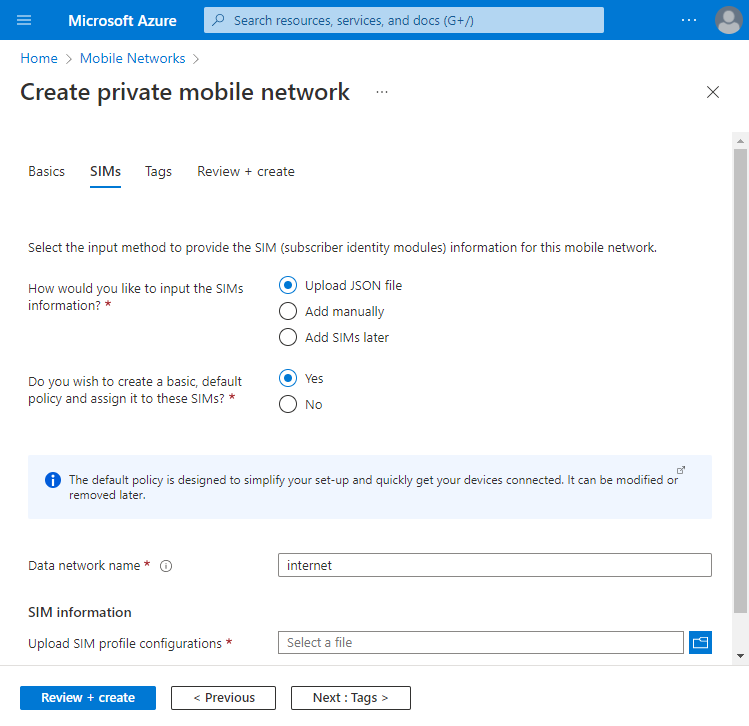 Microsoft Azure
Search resources, services, and docs (G+/)
...
Home > Mobile Networks >
Create private mobile network ...
Basics SIMs Tags Review + create
Select the input method to provide the SIM (subscriber identity modules) information for this mobile network.
How would you like to input the SIMs
information? *
Upload JSON file
Add manually
Add SIMs later
Do you wish to create a basic, default
policy and assign it to these SIMs? *
Yes
No
The default policy is designed to simplify your set-up and quickly get your devices connected. It can be modified or
removed later.
Data network name * internet
SIM information
Upload SIM profile configurations * Select a file
Review + create < Previous Next : Tags >